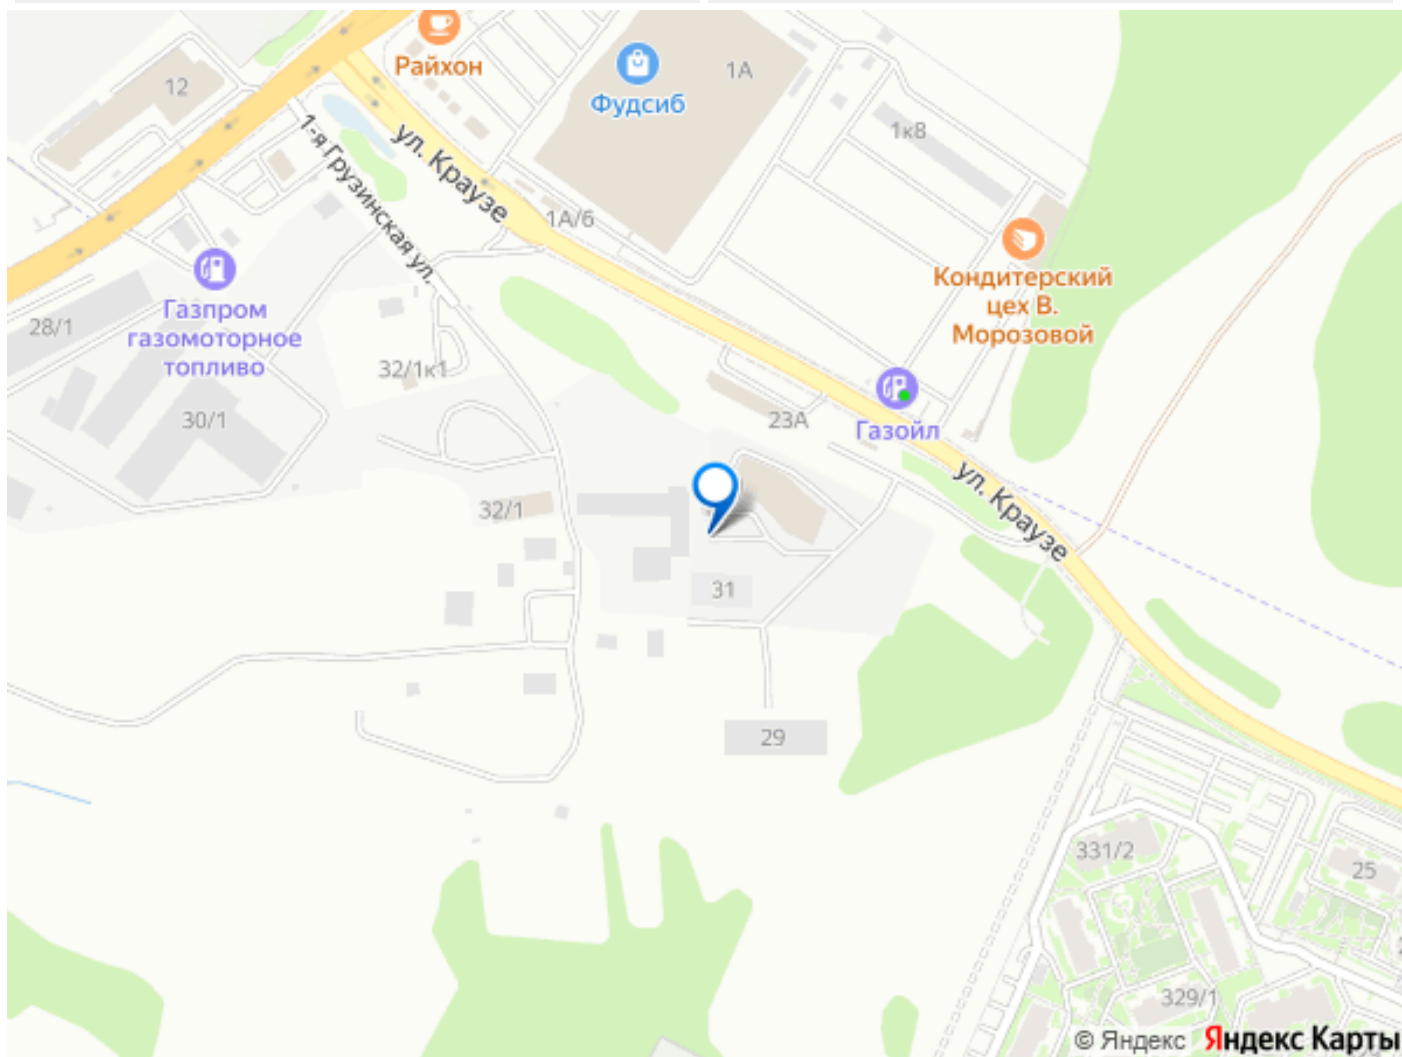 Райхон
12
1А
Фудсиб
1к8
ул. Краузе
1-я Грузинская ул.
1А/6
Кондитерский
цех В.
Морозовой
Газпром
газомоторное
топливо
28/1
32/1к1
30/1
23А
Газойл
ул. Краузе
32/1
31
29
331/2
25
329/1
© Яндекс Яндекс Карты